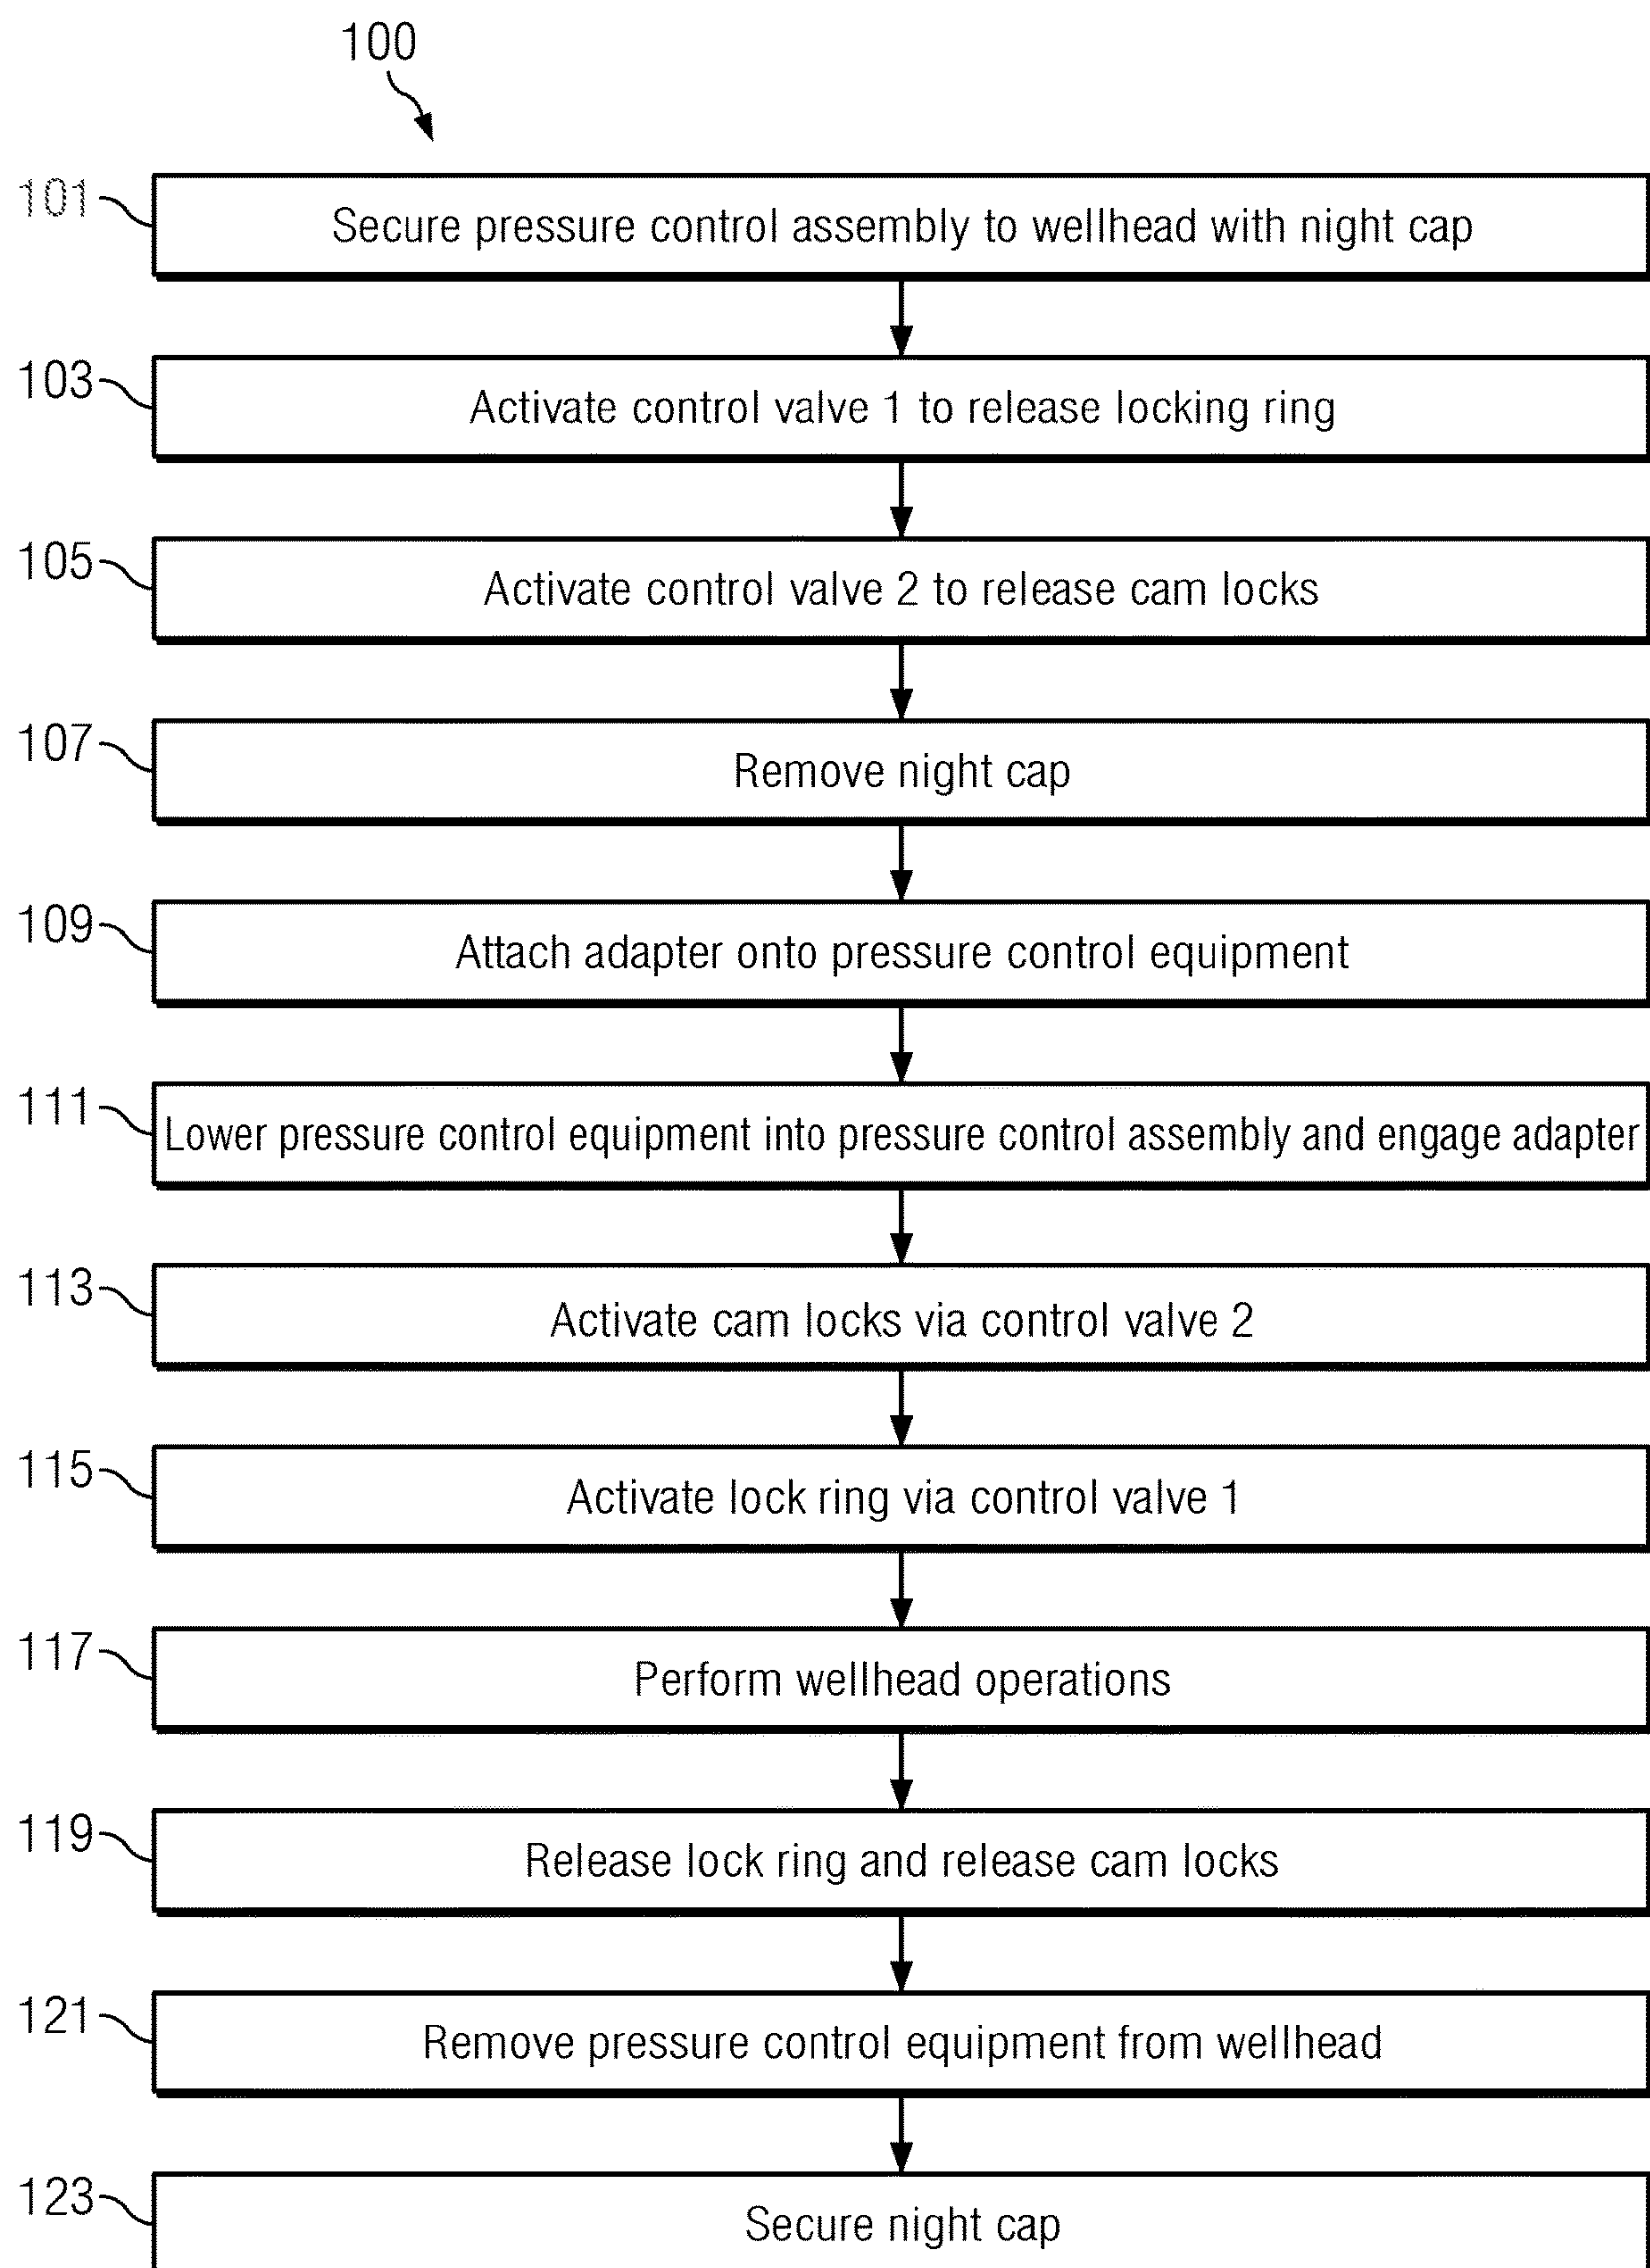 100
101 Secure pressure control assembly to wellhead with night cap
103 Activate control valve 1 to release locking ring
105 Activate control valve 2 to release cam locks
107 Remove night cap
109 Attach adapter onto pressure control equipment
111 Lower pressure control equipment into pressure control assembly and engage adapter
113 Activate cam locks via control valve 2
115 Activate lock ring via control valve 1
117 Perform wellhead operations
119 Release lock ring and release cam locks
121 Remove pressure control equipment from wellhead
123 Secure night cap